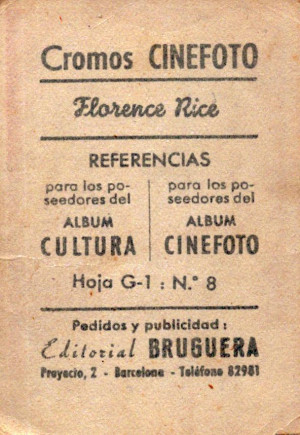 Cromos CINEFOTO
Florence Rice
REFERENCIAS
para los po-
seedores del
ALBUM
CULTURA
para los po-
seedores del
ALBUM
CINEFOTO
Hoja G-1 : N.° 8
Pedidos y publicidad :
Editorial BRUGUERA
Proyecio, 2 - Barcelona - Teléfono 82981